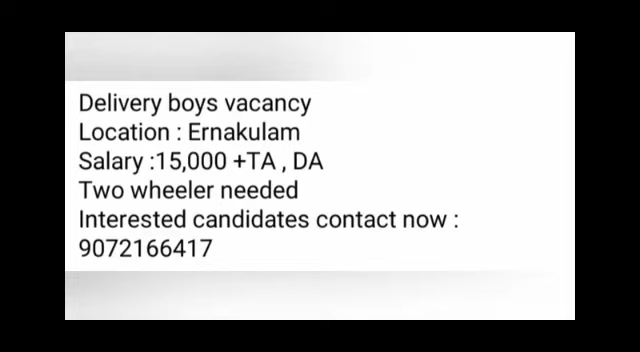 Delivery boys vacancy
Location : Ernakulam
Salary :15,000 +TA , DA
Two wheeler needed
Interested candidates contact now :
9072166417